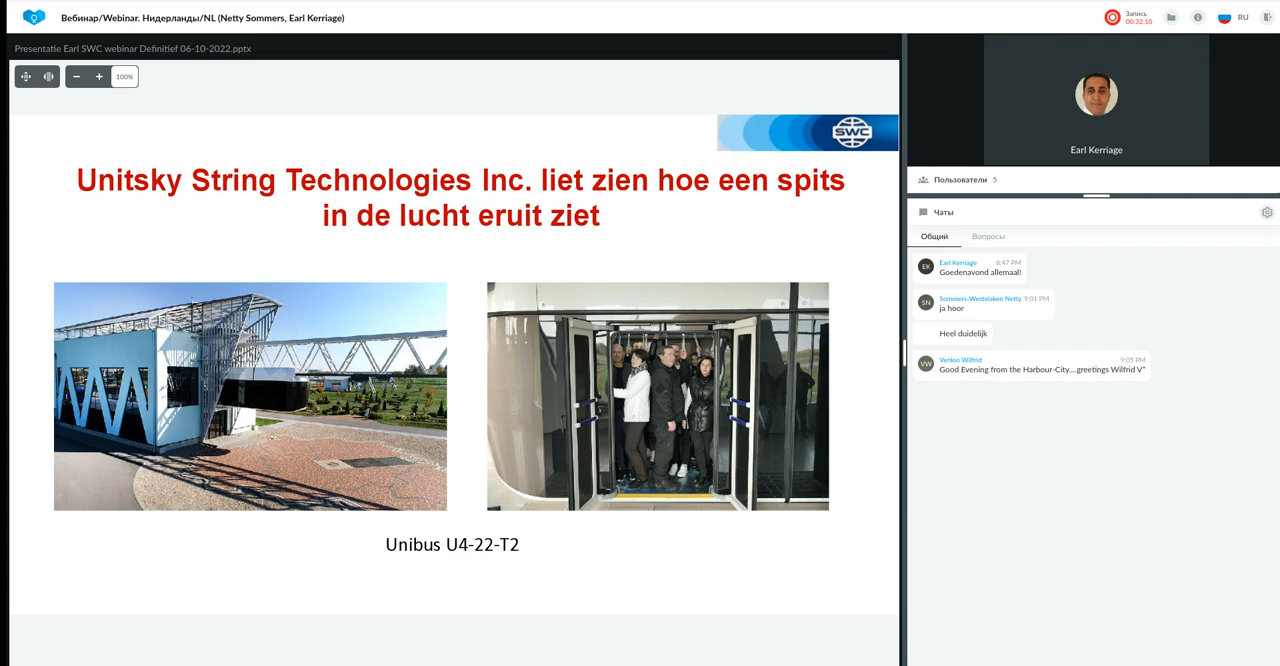 Вебинар/Webinar. Нидерланды/NL (Netty Sommers, Earl Kerriage)
Запись
00:32:10
RU
Presentatie Earl SWC webinar Definitief 06-10-2022.pptx
100%
SWC
Unitsky String Technologies Inc. liet zien hoe een spits
in de lucht eruit ziet
Unibus U4-22-T2
Earl Kerriage
Пользователи 5
Чаты
Общий
Вопросы
EK
Earl Kerriage 8:47 PM
Goedenavond allemaal!
SN
Sommers-Westelaken Netty 9:01 PM
ja hoor
Heel duidelijk
VW
Venloo Wilfrid 9:05 PM
Good Evening from the Harbour-City....greetings Wilfrid V"